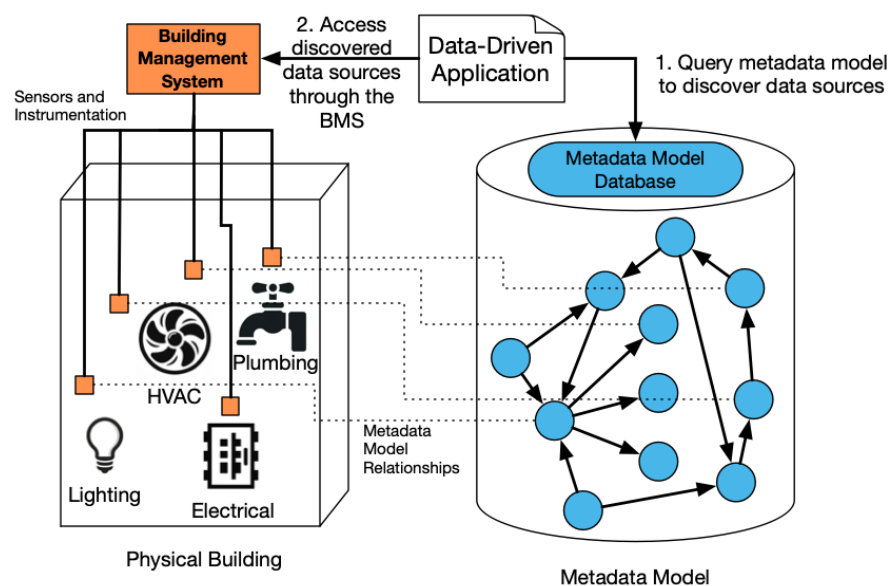 Building
Management
System
2. Access
discovered
data sources
through the
BMS
Data-Driven
Application
1. Query metadata model
to discover data sources
Sensors and
Instrumentation
Metadata Model
Database
Plumbing
HVAC
Lighting
Electrical
Metadata
Model
Relationships
Physical Building
Metadata Model